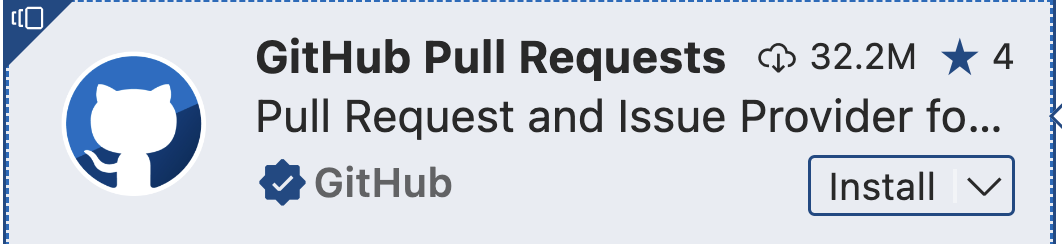 GitHub Pull Requests 32.2M 4
Pull Request and Issue Provider fo...
GitHub Install